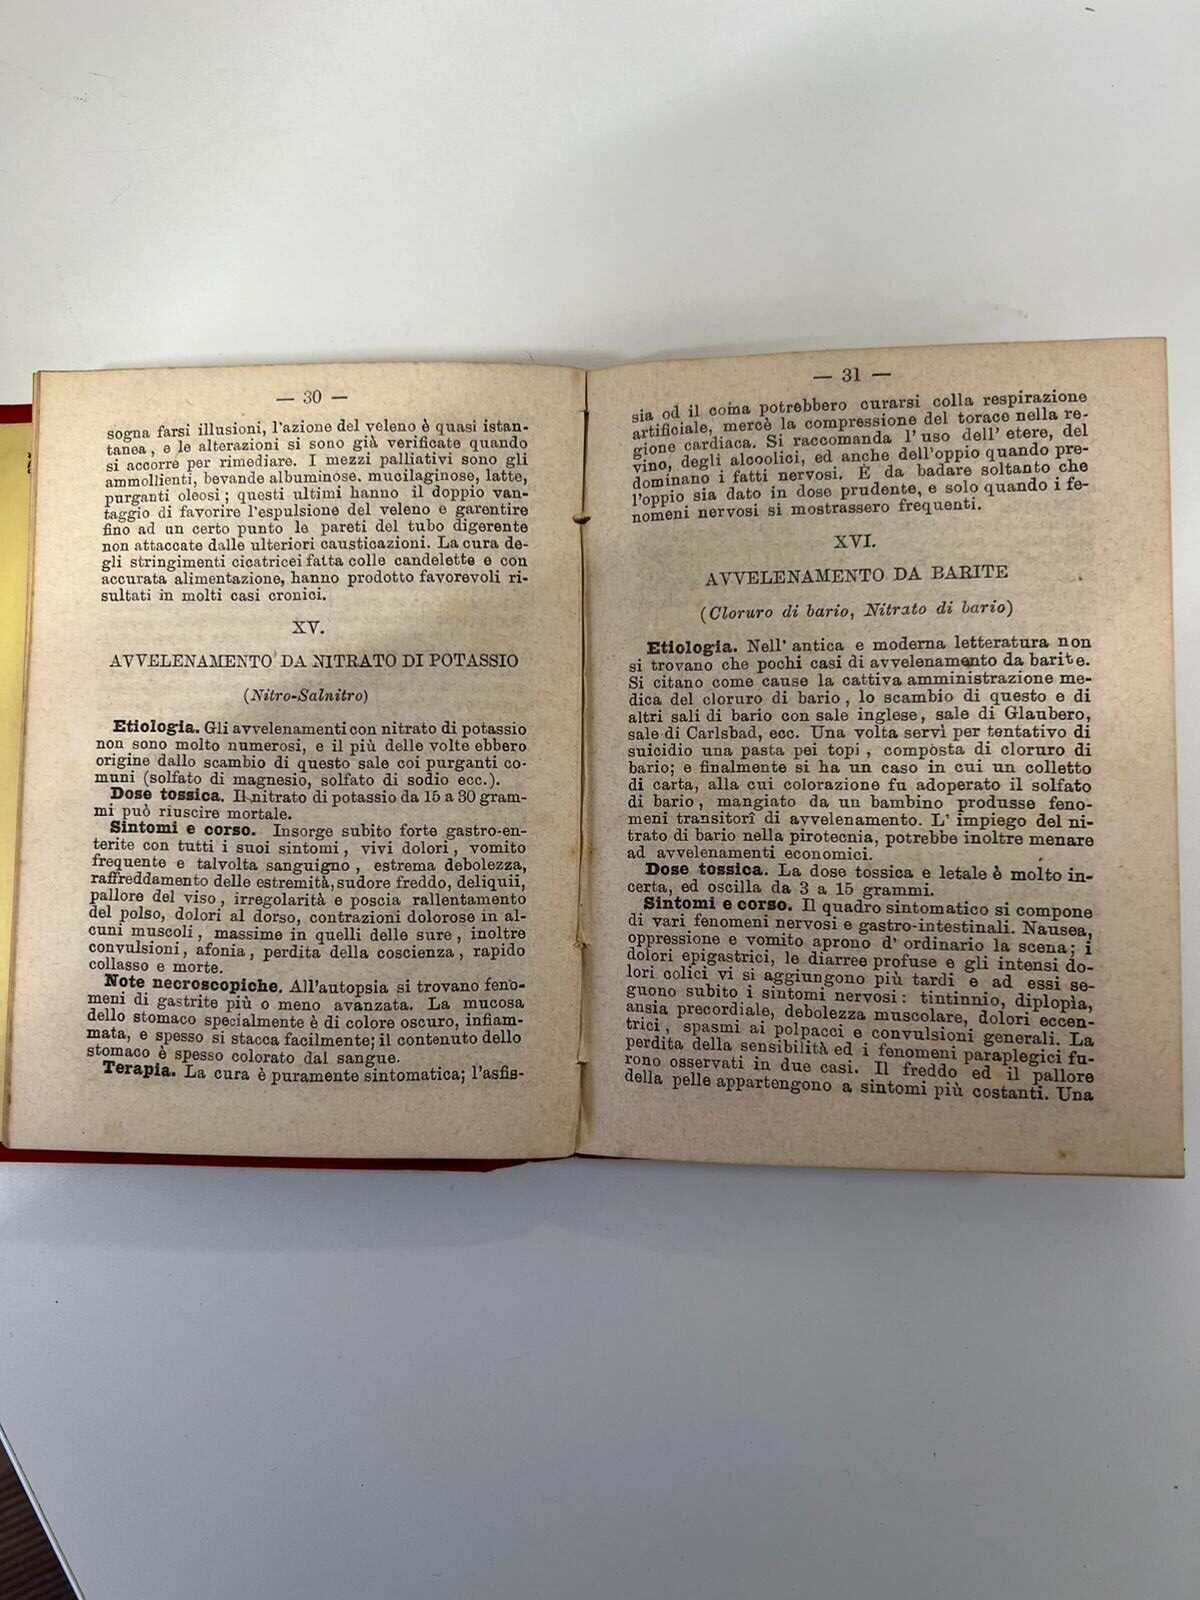 — 30 —
sogna farsi illusioni, l'azione del veleno è quasi istan-
tanea, e le alterazioni si sono già verificate quando
si accorre per rimediare. I mezzi palliativi sono gli
ammollienti, bevande albuminose, mucilaginose, latte,
purganti oleosi; questi ultimi hanno il doppio van-
taggio di favorire l'espulsione del veleno e garentire
fino ad un certo punto le pareti del tubo digerente
non attaccate dalle ulteriori causticazioni. La cura de-
gli stringimenti cicatricei fatta colle candelette e con
accurata alimentazione, hanno prodotto favorevoli ri-
sultati in molti casi cronici.
XV.
AVVELENAMENTO DA NITRATO DI POTASSIO
(Nitro-Salnitro)
Etiologia. Gli avvelenamenti con nitrato di potassio
non sono molto numerosi, e il più delle volte ebbero
origine dallo scambio di questo sale coi purganti co-
muni (solfato di magnesio, solfato di sodio ecc.).
Dose tossica. Il nitrato di potassio da 15 a 30 gram-
mi può riuscire mortale.
Sintomi e corso. Insorge subito forte gastro-en-
terite con tutti i suoi sintomi, vivi dolori, vomito
frequente e talvolta sanguigno, estrema debolezza,
raffreddamento delle estremità, sudore freddo, deliquii,
pallore del viso, irregolarità e poscia rallentamento
del polso, dolori al dorso, contrazioni dolorose in al-
cuni muscoli, massime in quelli delle sure, inoltre
convulsioni, afonia, perdita della coscienza, rapido
collasso e morte.
Note necroscopiche. All'autopsia si trovano feno-
meni di gastrite più o meno avanzata. La mucosa
dello stomaco specialmente è di colore oscuro, infiam-
mata, e spesso si stacca facilmente; il contenuto dello
stomaco è spesso colorato dal sangue.
Terapia. La cura è puramente sintomatica; l'asfis-
— 31 —
sia od il coma potrebbero curarsi colla respirazione
artificiale, mercè la compressione del torace nella re-
gione cardiaca. Si raccomanda l'uso dell'etere, del
vino, degli alcoolici, ed anche dell'oppio quando pre-
dominano i fatti nervosi. È da badare soltanto che
l'oppio sia dato in dose prudente, e solo quando i fe-
nomeni nervosi si mostrassero frequenti.
XVI.
AVVELENAMENTO DA BARITE
(Cloruro di bario, Nitrato di bario)
Etiologia. Nell'antica e moderna letteratura non
si trovano che pochi casi di avvelenamento da barite.
Si citano come cause la cattiva amministrazione me-
dica del cloruro di bario, lo scambio di questo e di
altri sali di bario con sale inglese, sale di Glaubero,
sale di Carlsbad, ecc. Una volta servì per tentativo di
suicidio una pasta pei topi, composta di cloruro di
bario; e finalmente si ha un caso in cui un colletto
di carta, alla cui colorazione fu adoperato il solfato
di bario, mangiato da un bambino produsse feno-
meni transitorî di avvelenamento. L'impiego del ni-
trato di bario nella pirotecnia, potrebbe inoltre menare
ad avvelenamenti economici.
Dose tossica. La dose tossica e letale è molto in-
certa, ed oscilla da 3 a 15 grammi.
Sintomi e corso. Il quadro sintomatico si compone
di vari fenomeni nervosi e gastro-intestinali. Nausea,
oppressione e vomito aprono d'ordinario la scena; i
dolori epigastrici, le diarree profuse e gli intensi do-
lori colici vi si aggiungono più tardi e ad essi se-
guono subito i sintomi nervosi: tintinnio, diplopia,
ansia precordiale, debolezza muscolare, dolori eccen-
trici, spasmi ai polpacci e convulsioni generali. La
perdita della sensibilità ed i fenomeni paraplegici fu-
rono osservati in due casi. Il freddo ed il pallore
della pelle appartengono a sintomi più costanti. Una